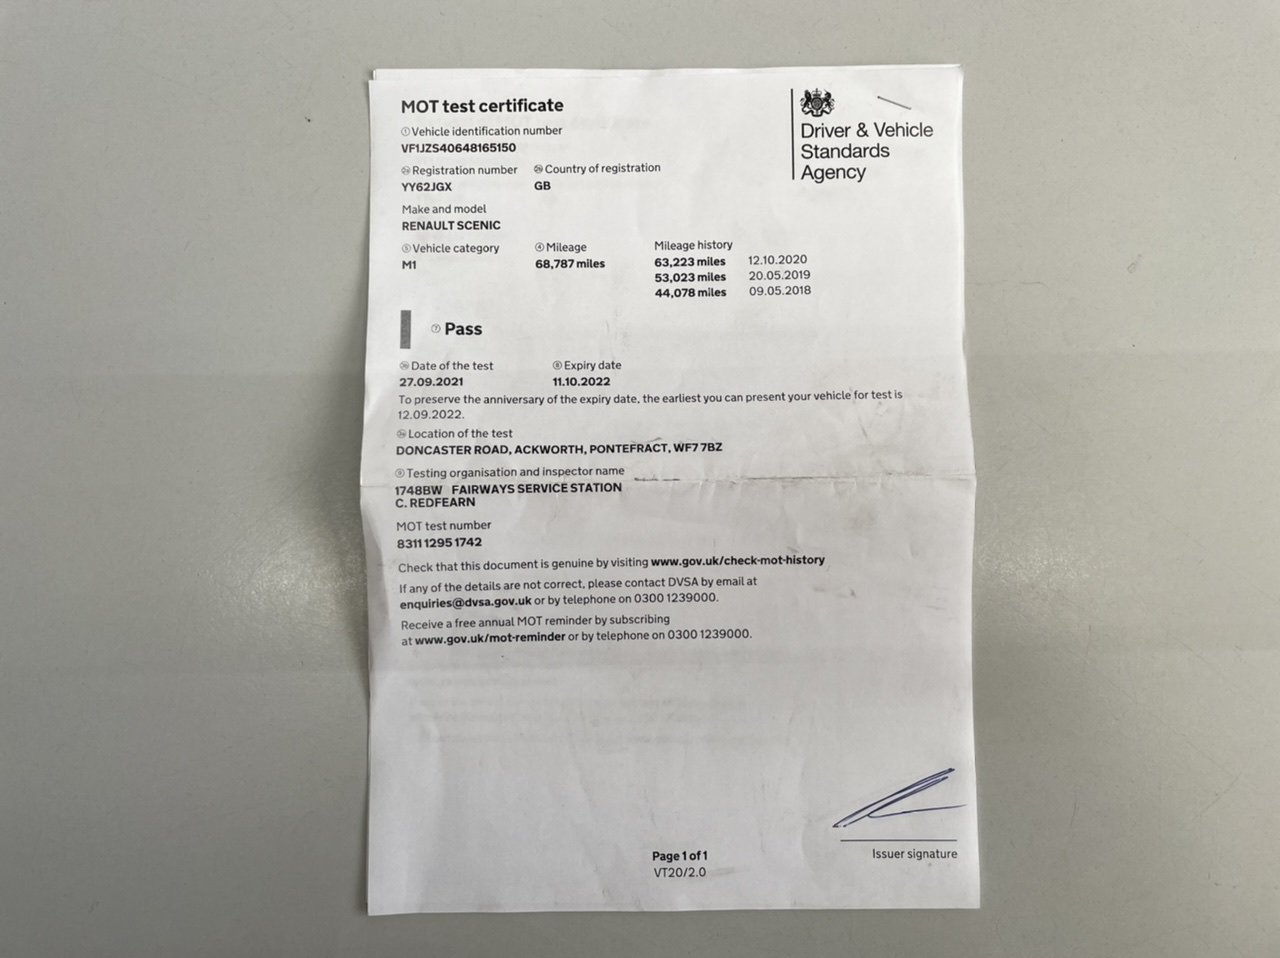 MOT test certificate
Driver & Vehicle
Standards
Agency
① Vehicle identification number
VF1JZS40648165150
Registration number
Country of registration
YY62JGX
GB
Make and model
RENAULT SCENIC
⑤ Vehicle category
④ Mileage
Mileage history
M1
68,787 miles
63,223 miles 12.10.2020
53,023 miles 20.05.2019
44,078 miles 09.05.2018
⑦ Pass
Date of the test
⑧ Expiry date
27.09.2021
11.10.2022
To preserve the anniversary of the expiry date, the earliest you can present your vehicle for test is
12.09.2022.
Location of the test
DONCASTER ROAD, ACKWORTH, PONTEFRACT, WF7 7BZ
⑨ Testing organisation and inspector name
1748BW FAIRWAYS SERVICE STATION
C. REDFEARN
MOT test number
8311 1295 1742
Check that this document is genuine by visiting www.gov.uk/check-mot-history
If any of the details are not correct, please contact DVSA by email at
enquiries@dvsa.gov.uk or by telephone on 0300 1239000.
Receive a free annual MOT reminder by subscribing
at www.gov.uk/mot-reminder or by telephone on 0300 1239000.
Issuer signature
Page 1 of 1
VT20/2.0